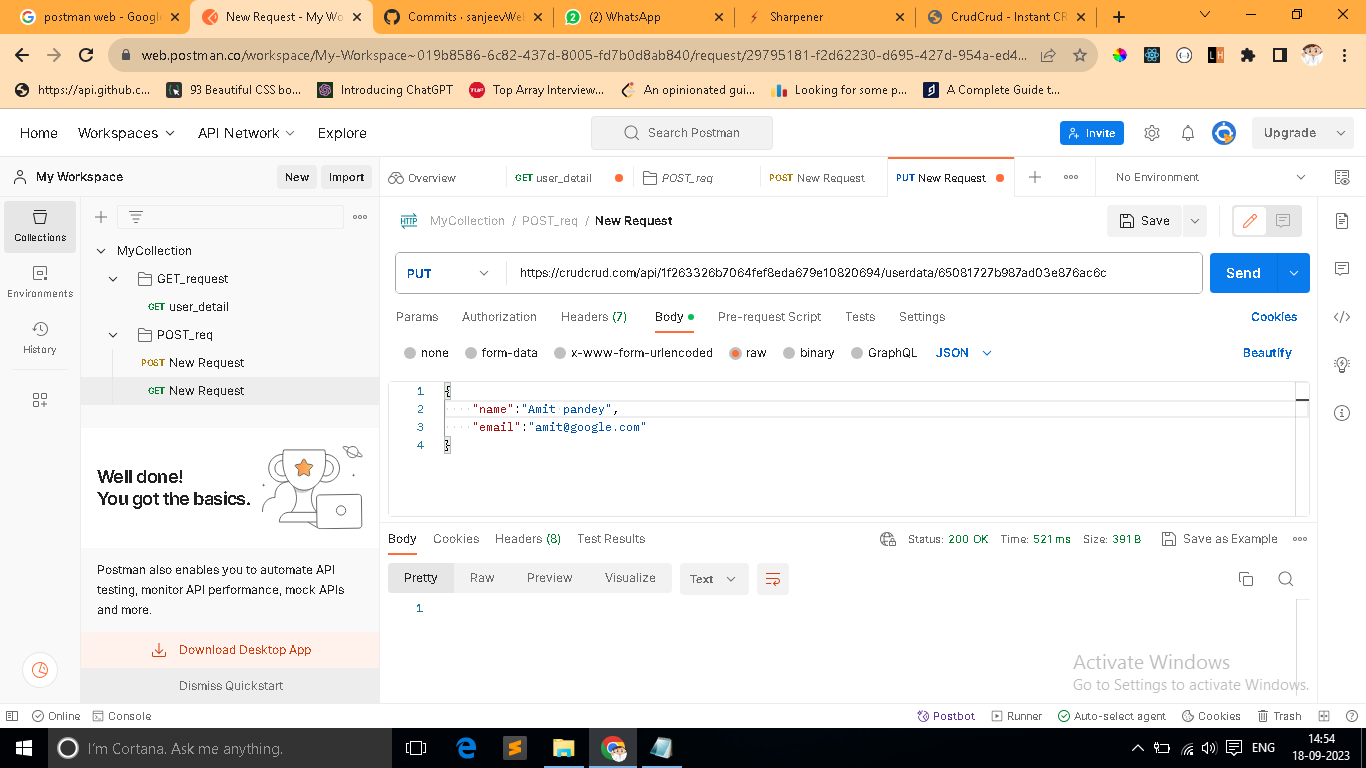 postman web - Google
New Request - My Wo
Commits · sanjeevWel
(2) WhatsApp
Sharpener
CrudCrud - Instant CR
web.postman.co/workspace/My-Workspace~019b8586-6c82-437d-8005-fd7b0d8ab840/request/29795181-f2d62230-d695-427d-954a-ed4...
https://api.github.c...
93 Beautiful CSS bo...
Introducing ChatGPT
Top Array Interview...
An opinionated gui...
Looking for some p...
A Complete Guide t...
Home
Workspaces
API Network
Explore
Search Postman
Invite
Upgrade
My Workspace
New
Import
Overview
GET user_detail
POST_req
POST New Request
PUT New Request
No Environment
Collections
Environments
History
MyCollection
GET_request
GET user_detail
POST_req
POST New Request
GET New Request
MyCollection / POST_req / New Request
Save
PUT
https://crudcrud.com/api/1f263326b7064fef8eda679e10820694/userdata/65081727b987ad03e876ac6c
Send
Params
Authorization
Headers (7)
Body
Pre-request Script
Tests
Settings
Cookies
none
form-data
x-www-form-urlencoded
raw
binary
GraphQL
JSON
Beautify
1 {
2 "name":"Amit pandey",
3 "email":"amit@google.com"
4 }
Well done!
You got the basics.
Postman also enables you to automate API
testing, monitor API performance, mock APIs
and more.
Download Desktop App
Dismiss Quickstart
Body
Cookies
Headers (8)
Test Results
Status: 200 OK
Time: 521 ms
Size: 391 B
Save as Example
Pretty
Raw
Preview
Visualize
Text
1
Activate Windows
Go to Settings to activate Windows.
Online
Console
Postbot
Runner
Auto-select agent
Cookies
Trash
I'm Cortana. Ask me anything.
ENG
14:54
18-09-2023